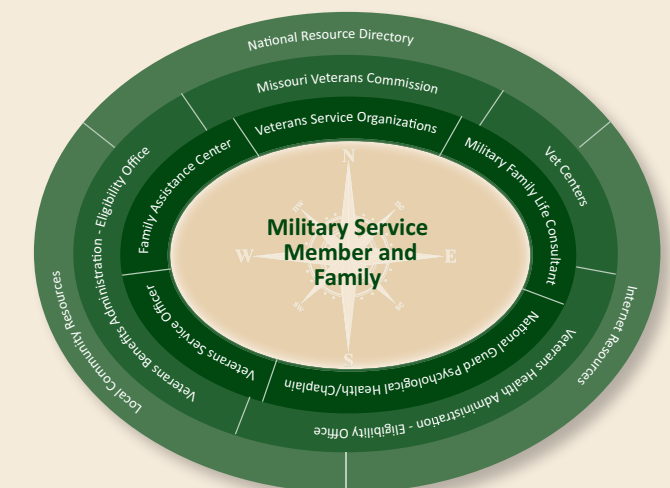 National Resource Directory
Missouri Veterans Commission
Veterans Service Organizations
Family Assistance Center
Military Family Life Consultant
Vet Centers
Veterans Benefits Administration - Eligibility Office
Local Community Resources
Internet Resources
Veterans Service Officer
National Guard Psychological Health/Chaplain
Veterans Health Administration - Eligibility Office
N
W
E
S
Military Service
Member and
Family